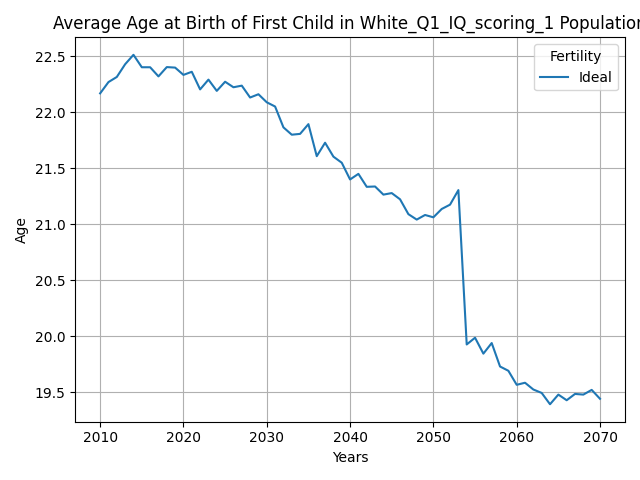 Average Age at Birth of First Child in White_Q1_IQ_scoring_1 Population
Fertility
Ideal
22.5
22.0
21.5
21.0
20.5
20.0
19.5
Age
2010 2020 2030 2040 2050 2060 2070
Years